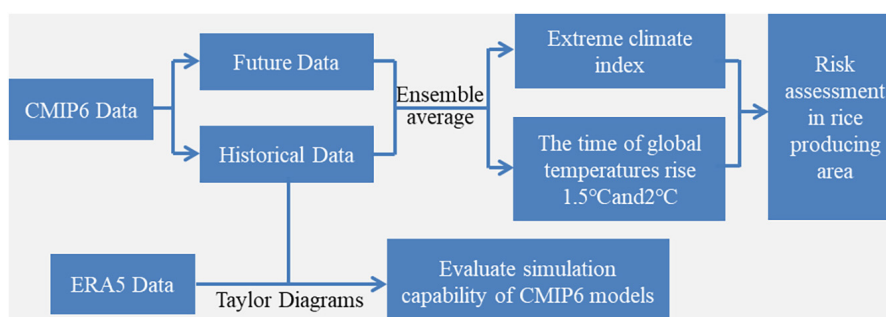 CMIP6 Data
Future Data
Historical Data
Ensemble
average
Extreme climate
index
The time of global
temperatures rise
1.5℃and2℃
Risk
assessment
in rice
producing
area
ERA5 Data
Taylor Diagrams
Evaluate simulation
capability of CMIP6 models